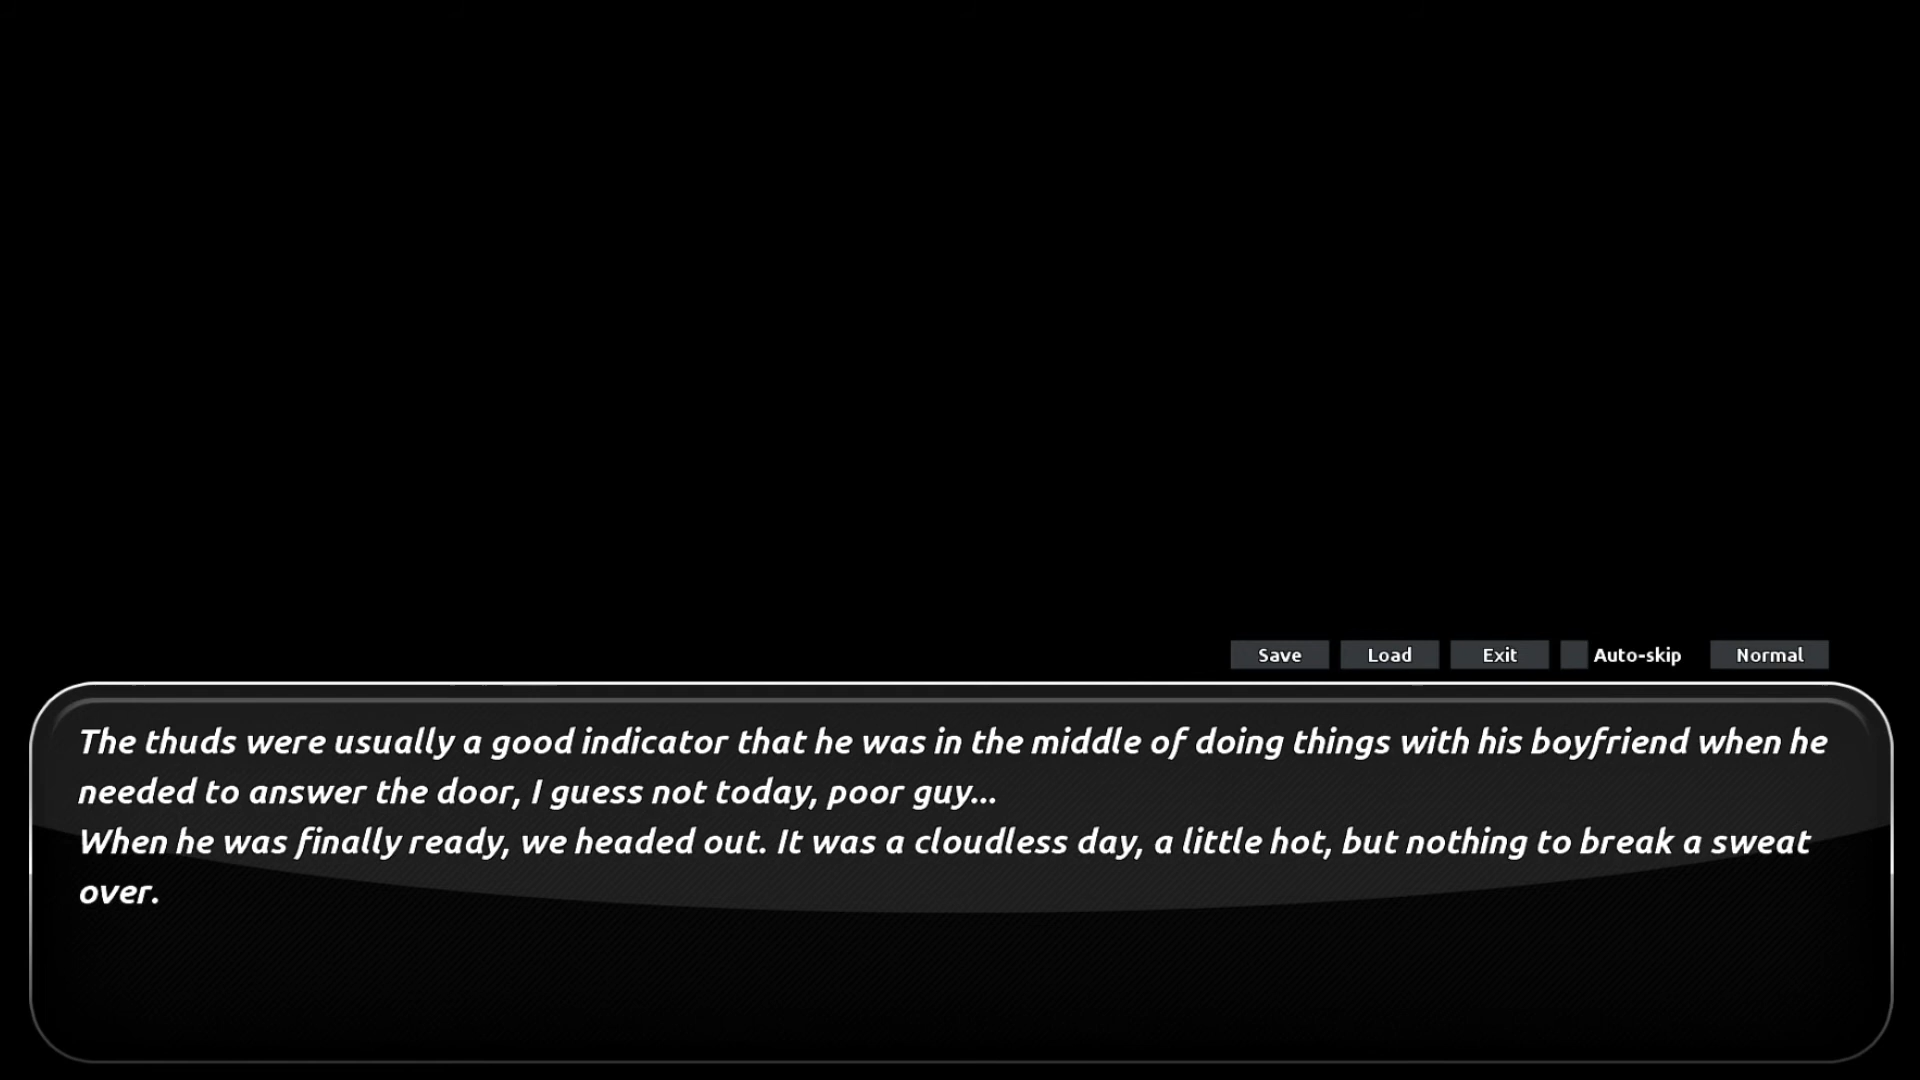 Save Load Exit Auto-skip Normal
The thuds were usually a good indicator that he was in the middle of doing things with his boyfriend when he
needed to answer the door, I guess not today, poor guy...
When he was finally ready, we headed out. It was a cloudless day, a little hot, but nothing to break a sweat
over.